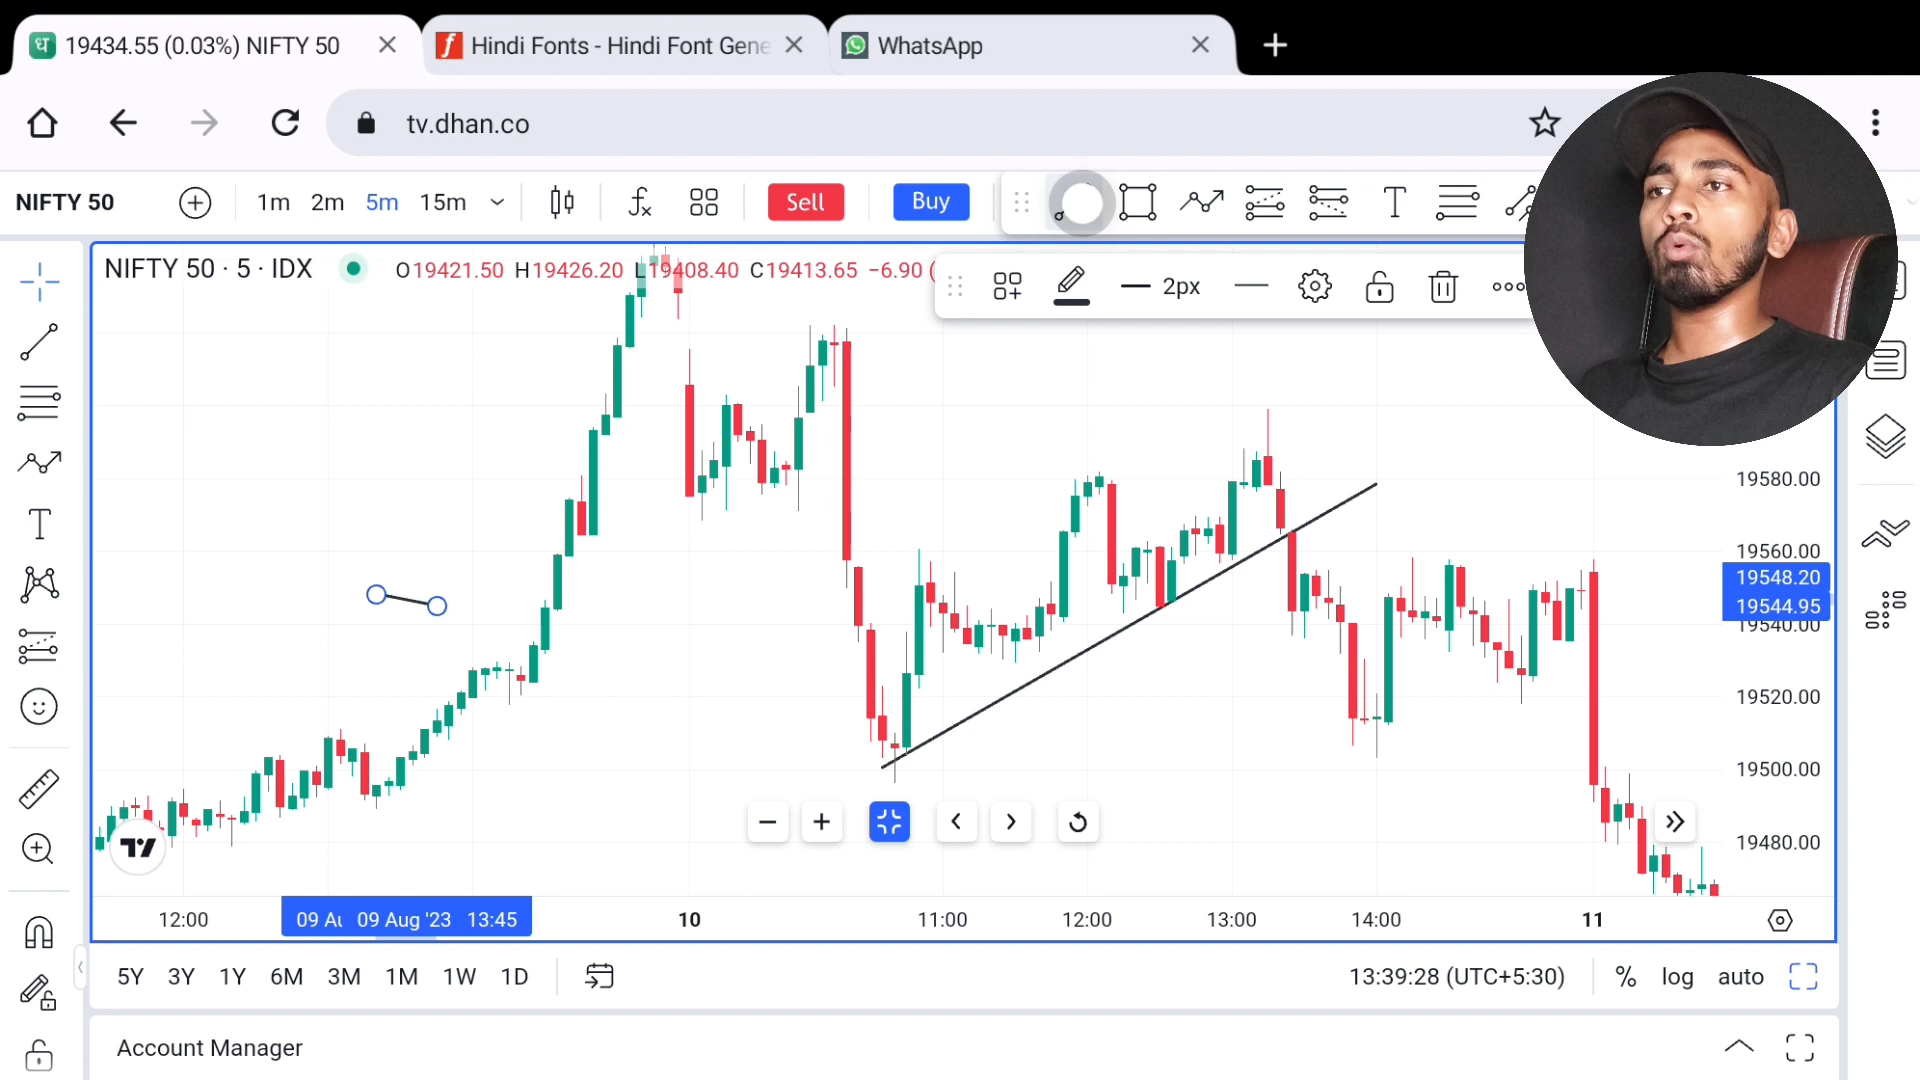 19434.55 (0.03%) NIFTY 50
Hindi Fonts - Hindi Font Gene
WhatsApp
tv.dhan.co
NIFTY 50
1m 2m 5m 15m
Sell
Buy
T
NIFTY 50 · 5 · IDX
O19421.50 H19426.20 L19408.40 C19413.65 −6.90 (
2px
19580.00
19560.00
19548.20
19544.95
19540.00
19520.00
19500.00
19480.00
12:00
09 Au
09 Aug '23 13:45
10
11:00
12:00
13:00
14:00
11
5Y 3Y 1Y 6M 3M 1M 1W 1D
13:39:28 (UTC+5:30)
% log auto
Account Manager